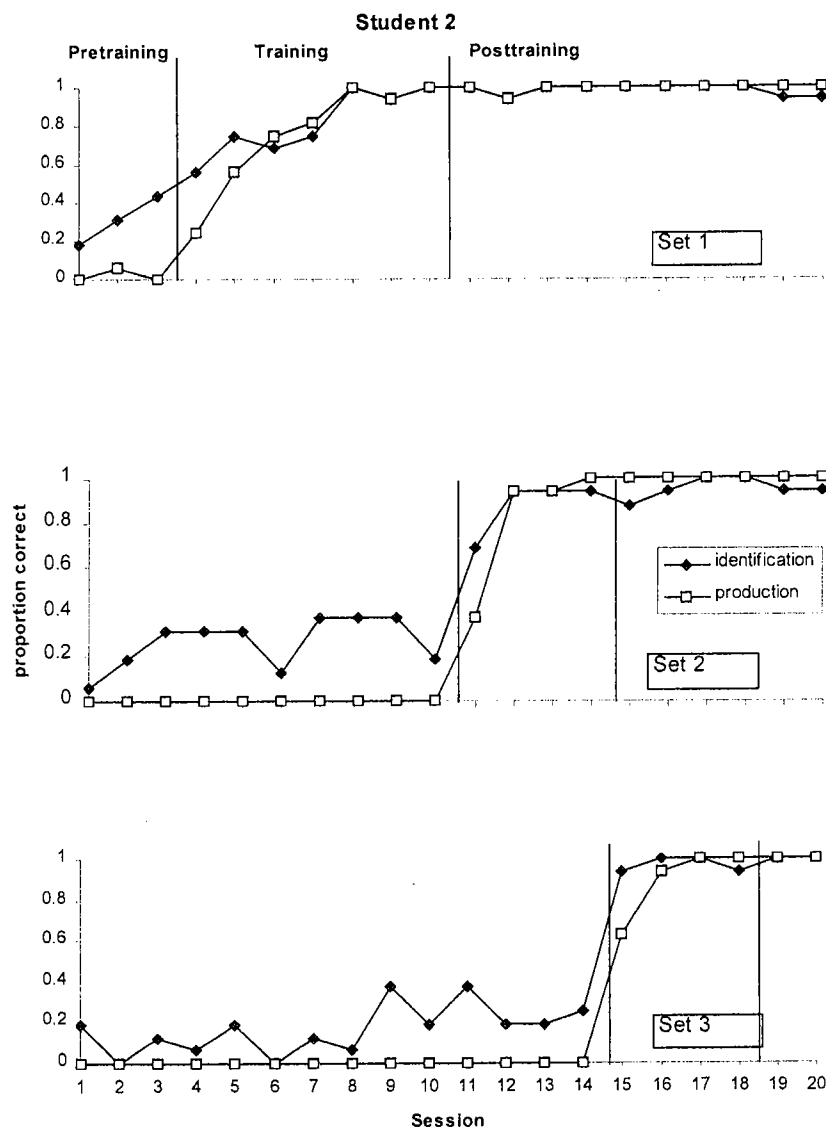 Student 2
Pretraining Training Posttraining
1
0.8
0.6
0.4
0.2
0
Set 1
proportion correct
1
0.8
0.6
0.4
0.2
0
identification
production
Set 2
1
0.8
0.6
0.4
0.2
0
Set 3
1 2 3 4 5 6 7 8 9 10 11 12 13 14 15 16 17 18 19 20
Session